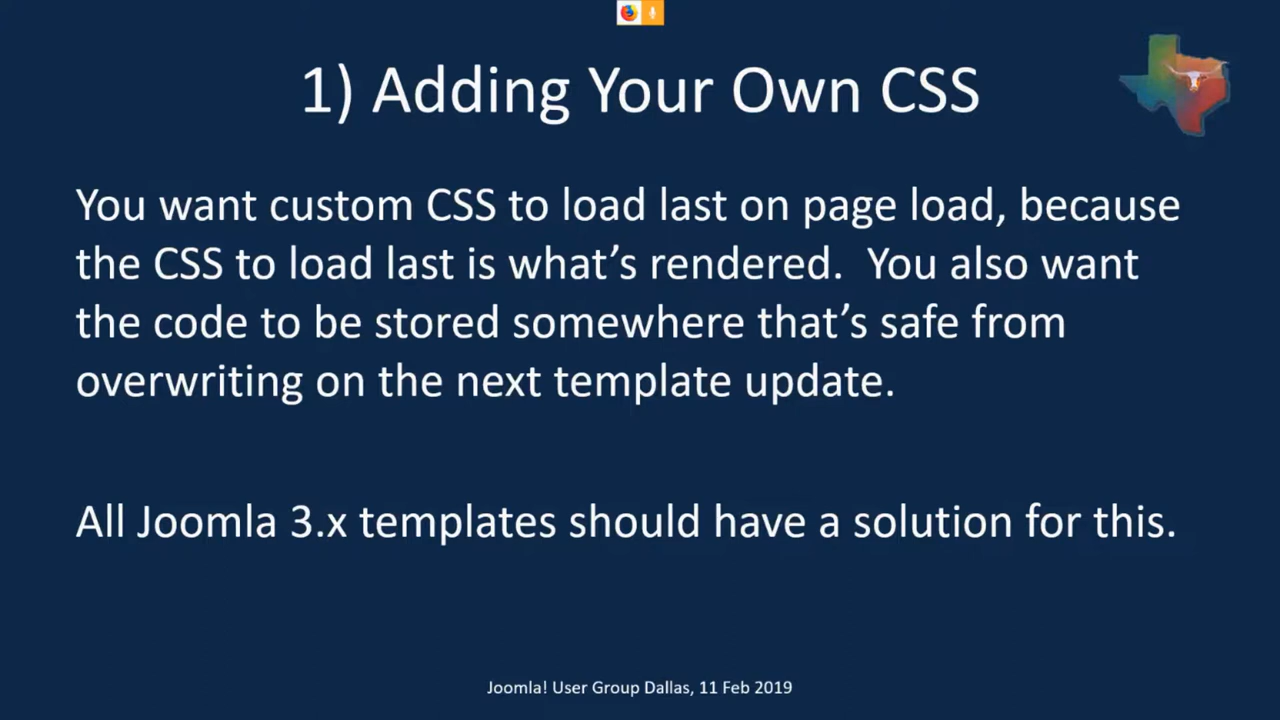 1) Adding Your Own CSS
You want custom CSS to load last on page load, because
the CSS to load last is what’s rendered.  You also want
the code to be stored somewhere that’s safe from
overwriting on the next template update.
All Joomla 3.x templates should have a solution for this.
Joomla! User Group Dallas, 11 Feb 2019